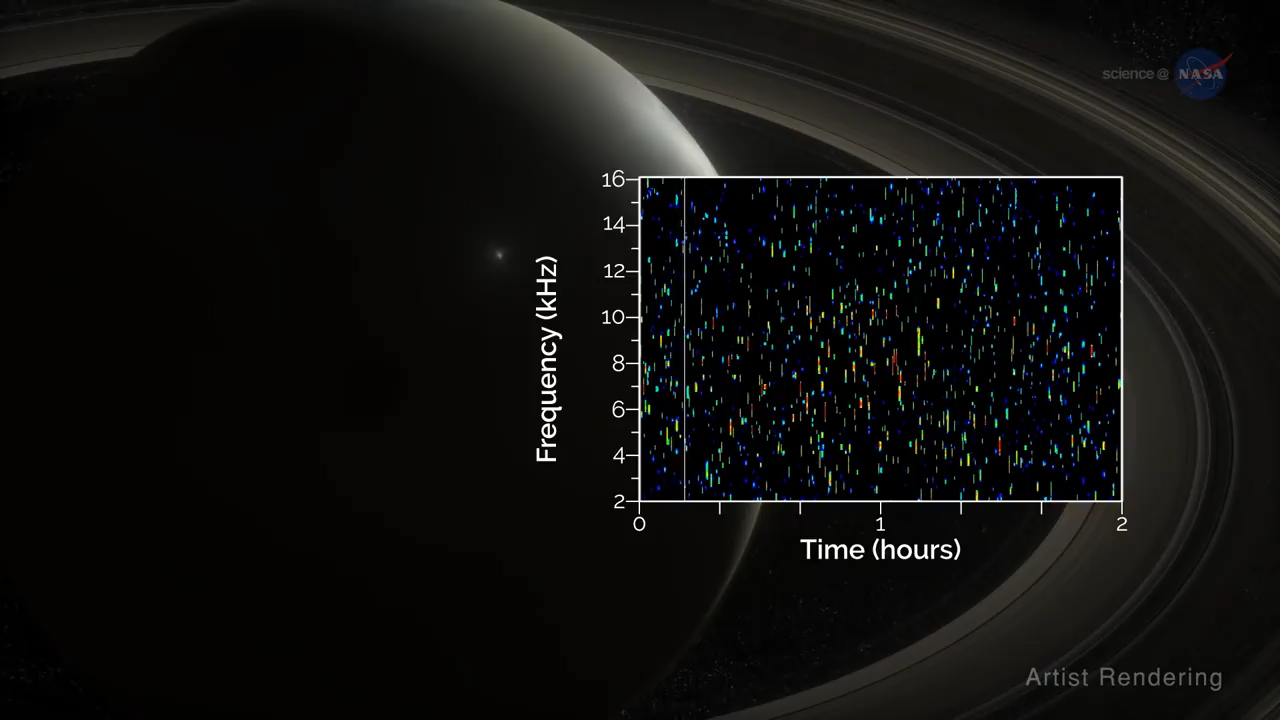 science@ NASA
16
14
12
10
8
6
4
2
Frequency (kHz)
0 1 2
Time (hours)
Artist Rendering